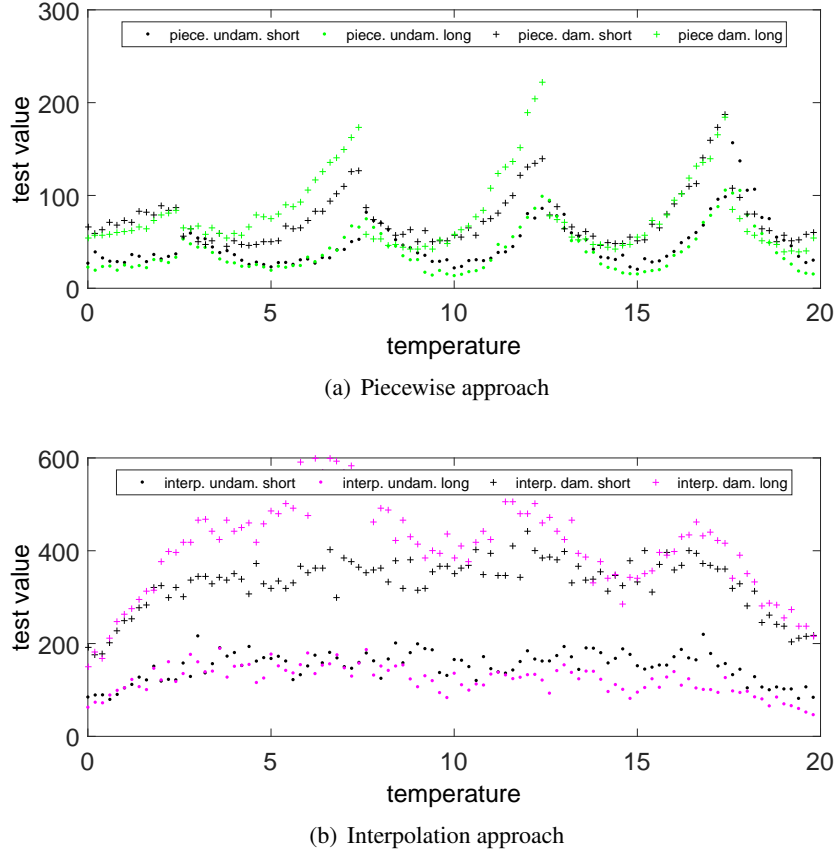 300
piece. undam. short piece. undam. long piece. dam. short piece dam. long
200
test value
100
0
0 5 10 15 20
temperature
(a) Piecewise approach
600
interp. undam. short interp. undam. long interp. dam. short interp. dam. long
400
test value
200
0
0 5 10 15 20
temperature
(b) Interpolation approach